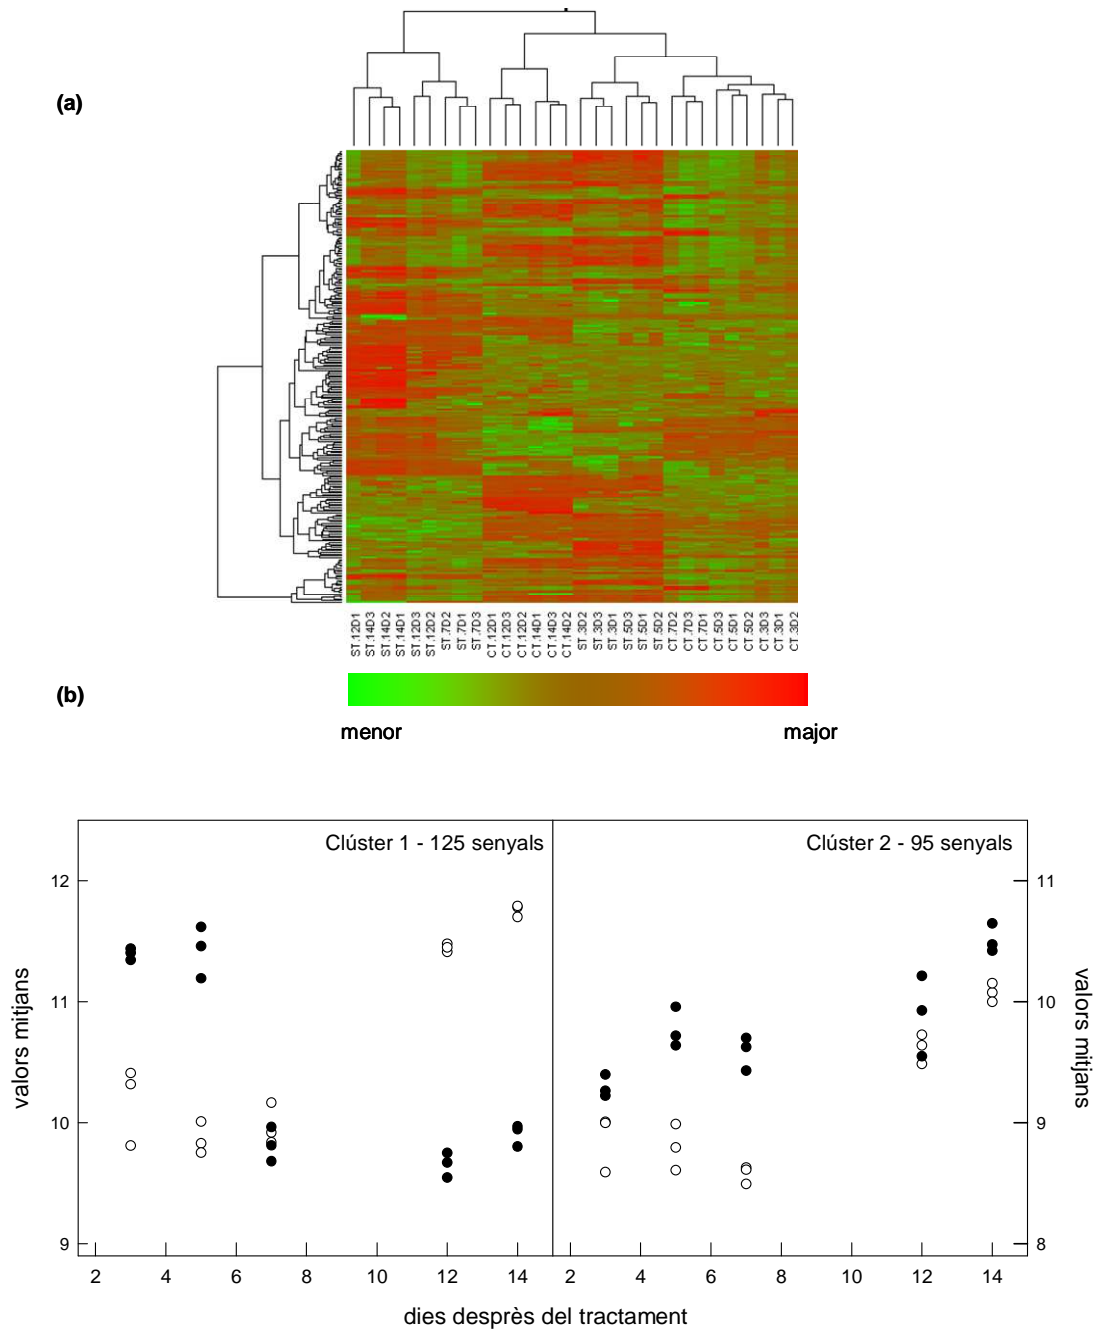 (a)
ST.12D1 ST.14D3 ST.14D2 ST.14D1 ST.12D3 ST.12D2 ST.7D2 ST.7D1 ST.7D3 CT.12D1 CT.12D3 CT.12D2 CT.14D1 CT.14D3 CT.14D2 ST.3D2 ST.3D3 ST.3D1 ST.5D3 ST.5D1 ST.5D2 CT.7D2 CT.7D3 CT.7D1 CT.5D3 CT.5D2 CT.5D1 CT.3D3 CT.3D1 CT.3D2
(b)
menor major
Clúster 1 - 125 senyals
Clúster 2 - 95 senyals
12
11
10
9
valors mitjans
11
10
9
8
valors mitjans
2 4 6 8 10 12 14
2 4 6 8 10 12 14
dies desprès del tractament